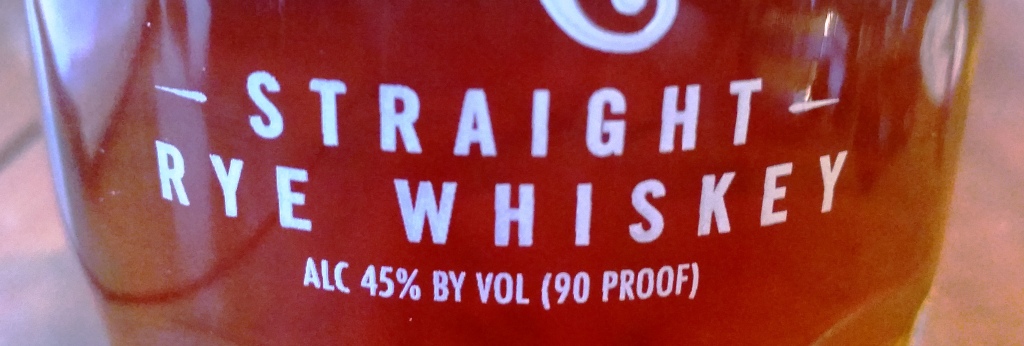 STRAIGHT
RYE WHISKEY
ALC 45% BY VOL (90 PROOF)